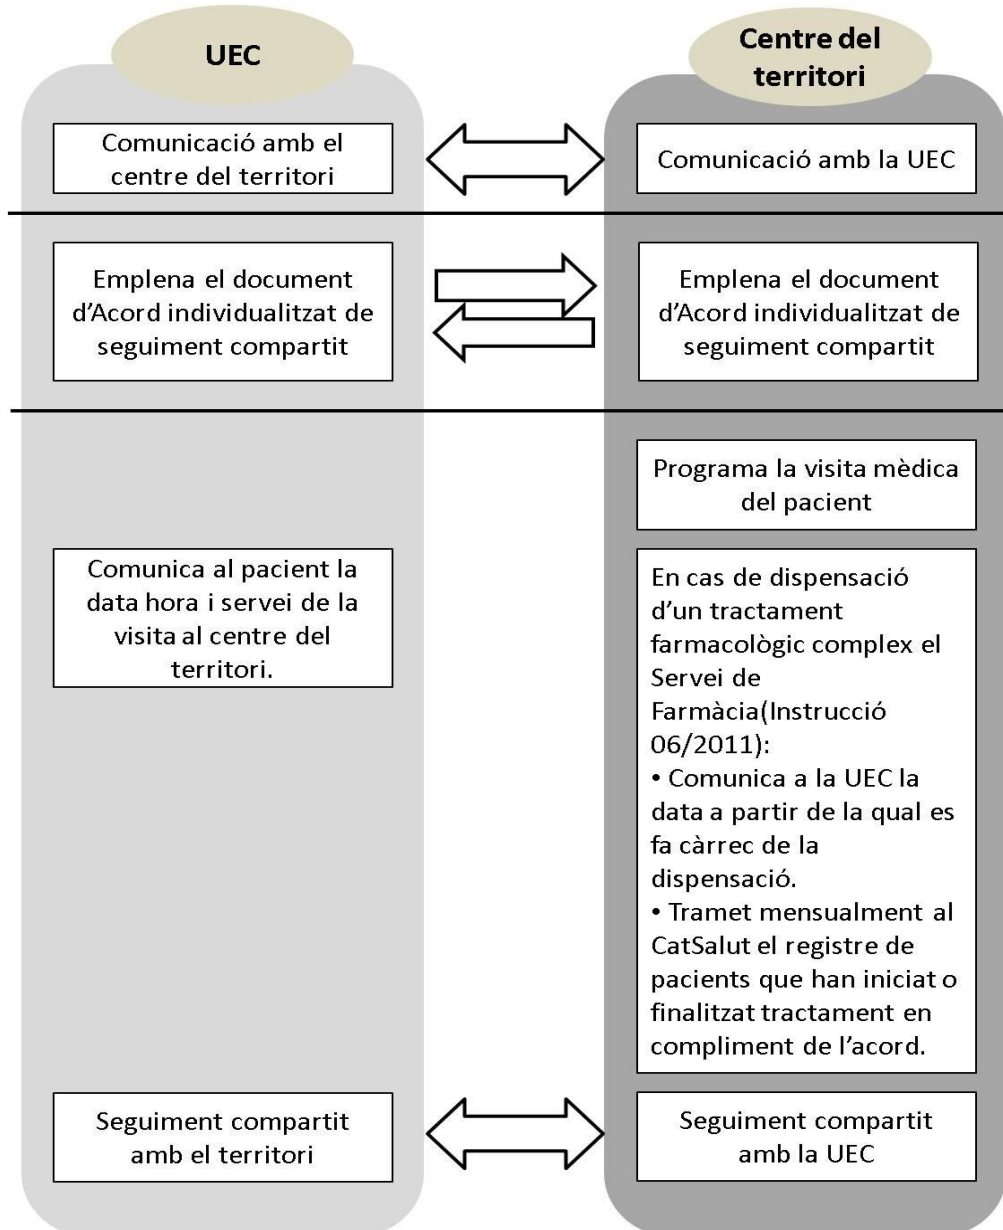 UEC
Centre del
territori
Comunicació amb el
centre del territori
Comunicació amb la UEC
Emplena el document
d'Acord individualitzat de
seguiment compartit
Emplena el document
d'Acord individualitzat de
seguiment compartit
Programa la visita mèdica
del pacient
Comunica al pacient la
data hora i servei de la
visita al centre del
territori.
En cas de dispensació
d'un tractament
farmacològic complex el
Servei de
Farmàcia(Instrucció
06/2011):
• Comunica a la UEC la
data a partir de la qual es
fa càrrec de la
dispensació.
• Tramet mensualment al
CatSalut el registre de
pacients que han iniciat o
finalitzat tractament en
compliment de l'acord.
Seguiment compartit
amb el territori
Seguiment compartit
amb la UEC